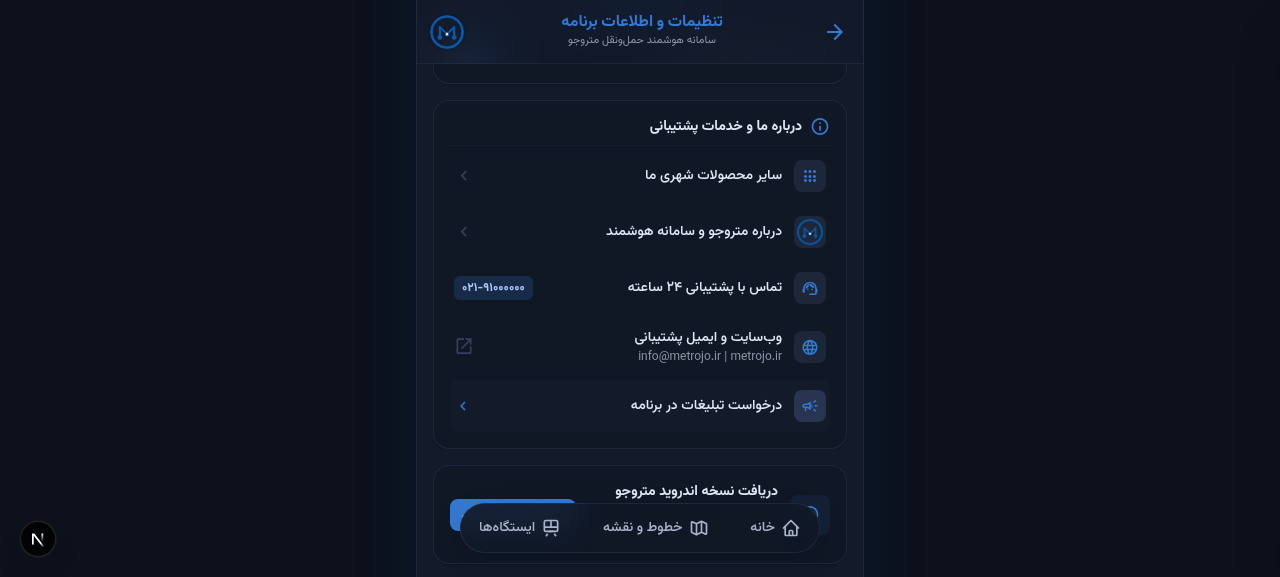 تنظیمات و اطلاعات برنامه
سامانه هوشمند حمل‌ونقل متروجو
درباره ما و خدمات پشتیبانی
سایر محصولات شهری ما
درباره متروجو و سامانه هوشمند
تماس با پشتیبانی ۲۴ ساعته
۰۲۱-۹۱۰۰۰۰۰۰
وب‌سایت و ایمیل پشتیبانی
info@metrojo.ir | metrojo.ir
درخواست تبلیغات در برنامه
دریافت نسخه اندروید متروجو
خانه
خطوط و نقشه
ایستگاه‌ها